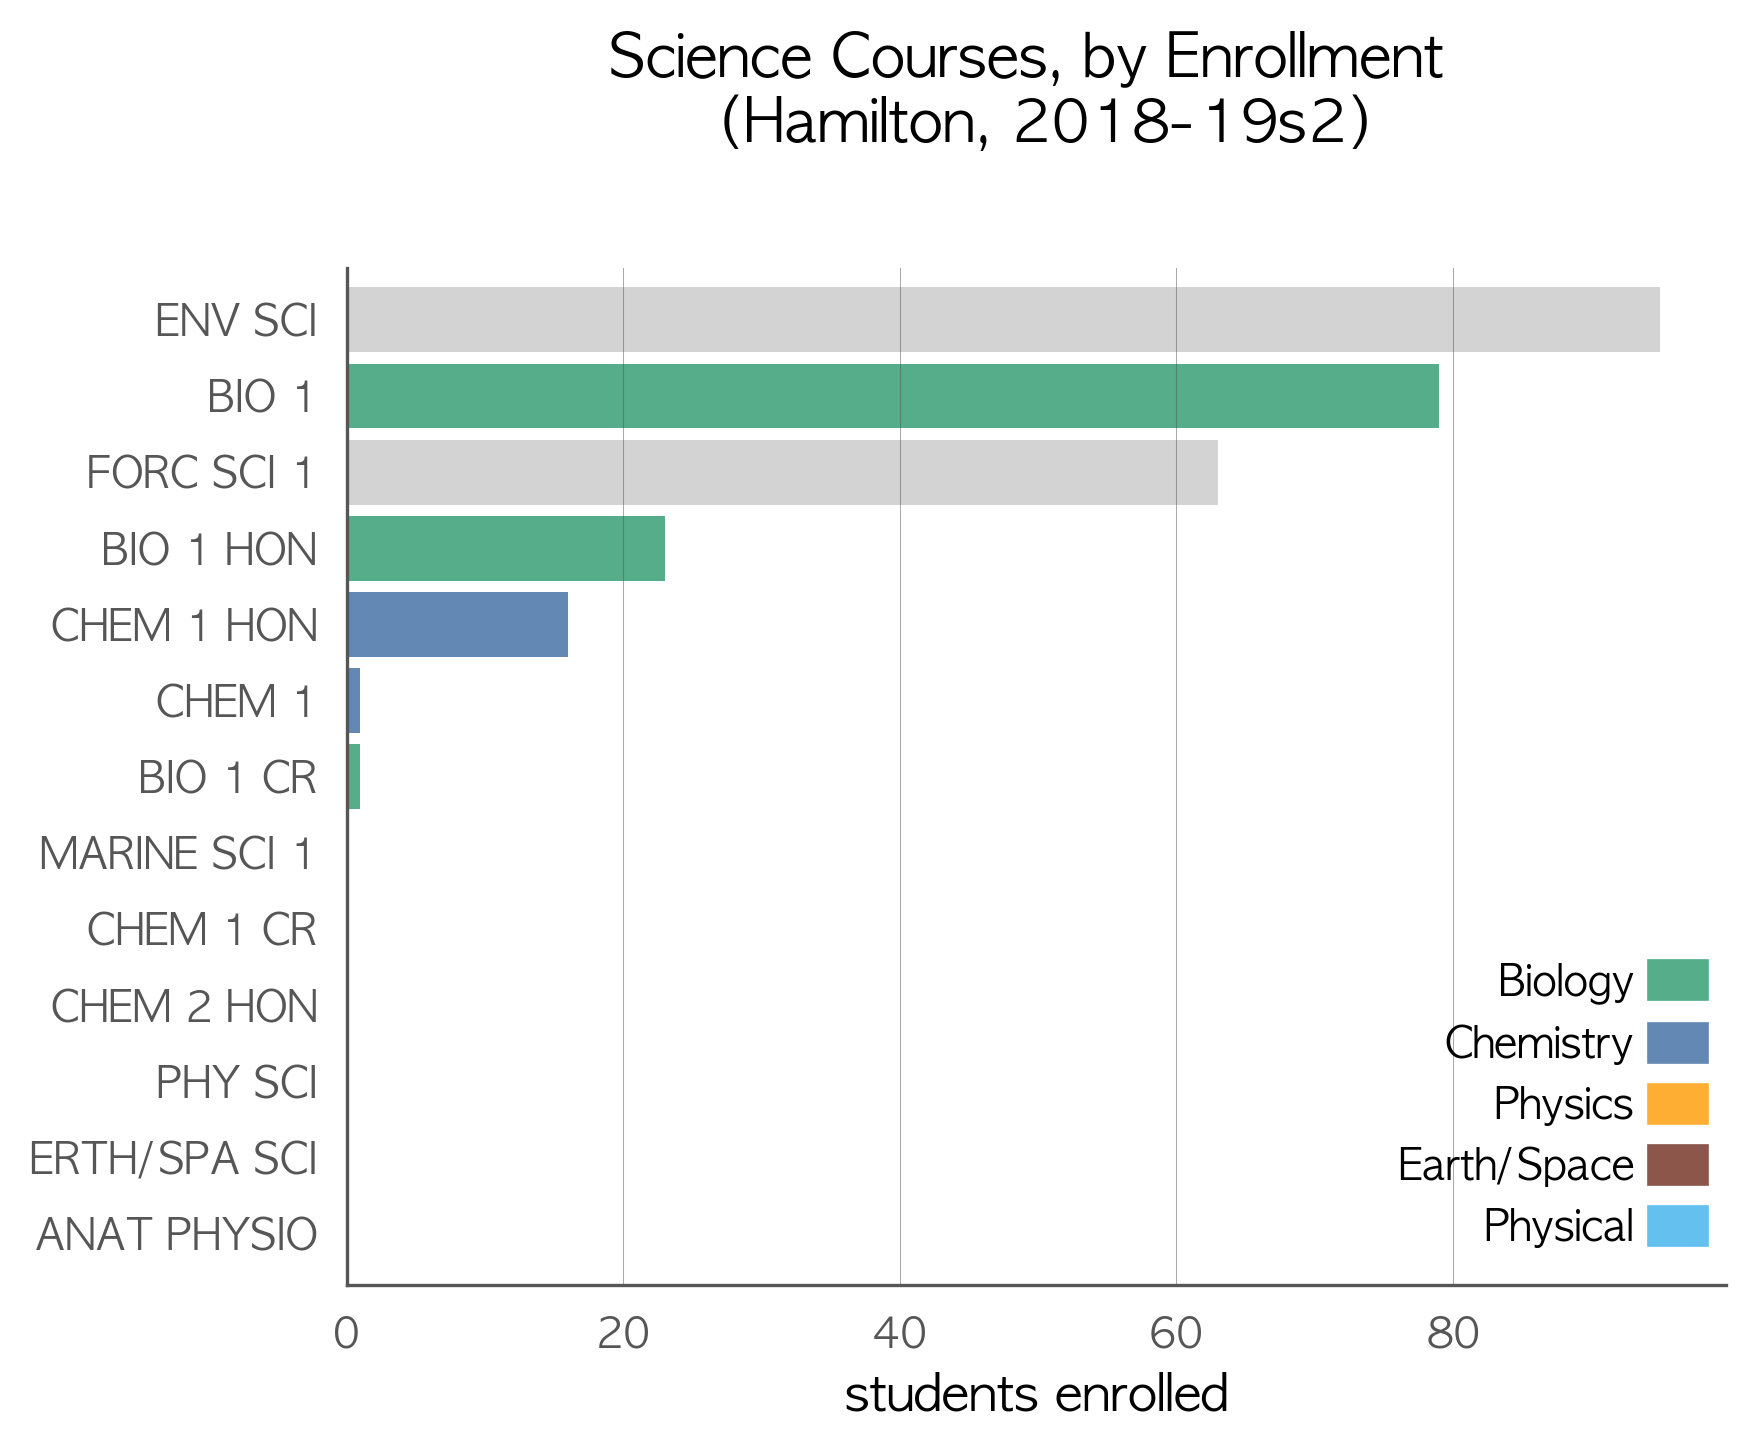 Science Courses, by Enrollment
(Hamilton, 2018-19s2)
ENV SCI
BIO 1
FORC SCI 1
BIO 1 HON
CHEM 1 HON
CHEM 1
BIO 1 CR
MARINE SCI 1
CHEM 1 CR
CHEM 2 HON
PHY SCI
ERTH/SPA SCI
ANAT PHYSIO
Biology
Chemistry
Physics
Earth/Space
Physical
0 20 40 60 80
students enrolled